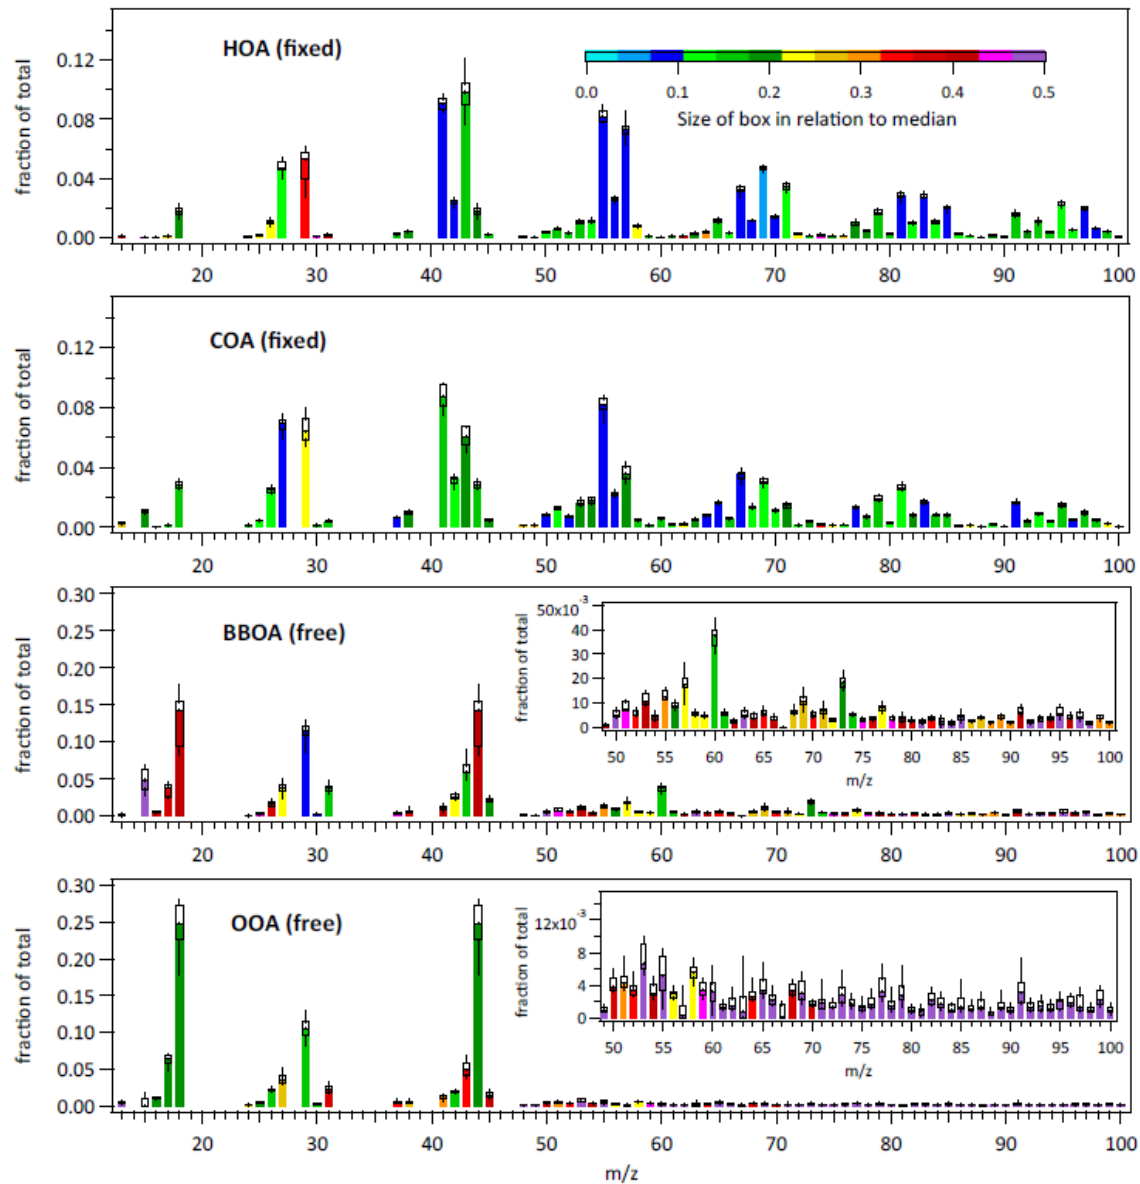 HOA (fixed)
fraction of total
0.12
0.08
0.04
0.00
0.0 0.1 0.2 0.3 0.4 0.5
Size of box in relation to median
20 30 40 50 60 70 80 90 100
COA (fixed)
fraction of total
0.12
0.08
0.04
0.00
20 30 40 50 60 70 80 90 100
BBOA (free)
fraction of total
0.30
0.25
0.20
0.15
0.10
0.05
0.00
fraction of total
50x10⁻³
40
30
20
10
0
50 55 60 65 70 75 80 85 90 95 100
m/z
20 30 40 50 60 70 80 90 100
OOA (free)
fraction of total
0.30
0.25
0.20
0.15
0.10
0.05
0.00
fraction of total
12x10⁻³
8
4
0
50 55 60 65 70 75 80 85 90 95 100
m/z
20 30 40 50 60 70 80 90 100
m/z